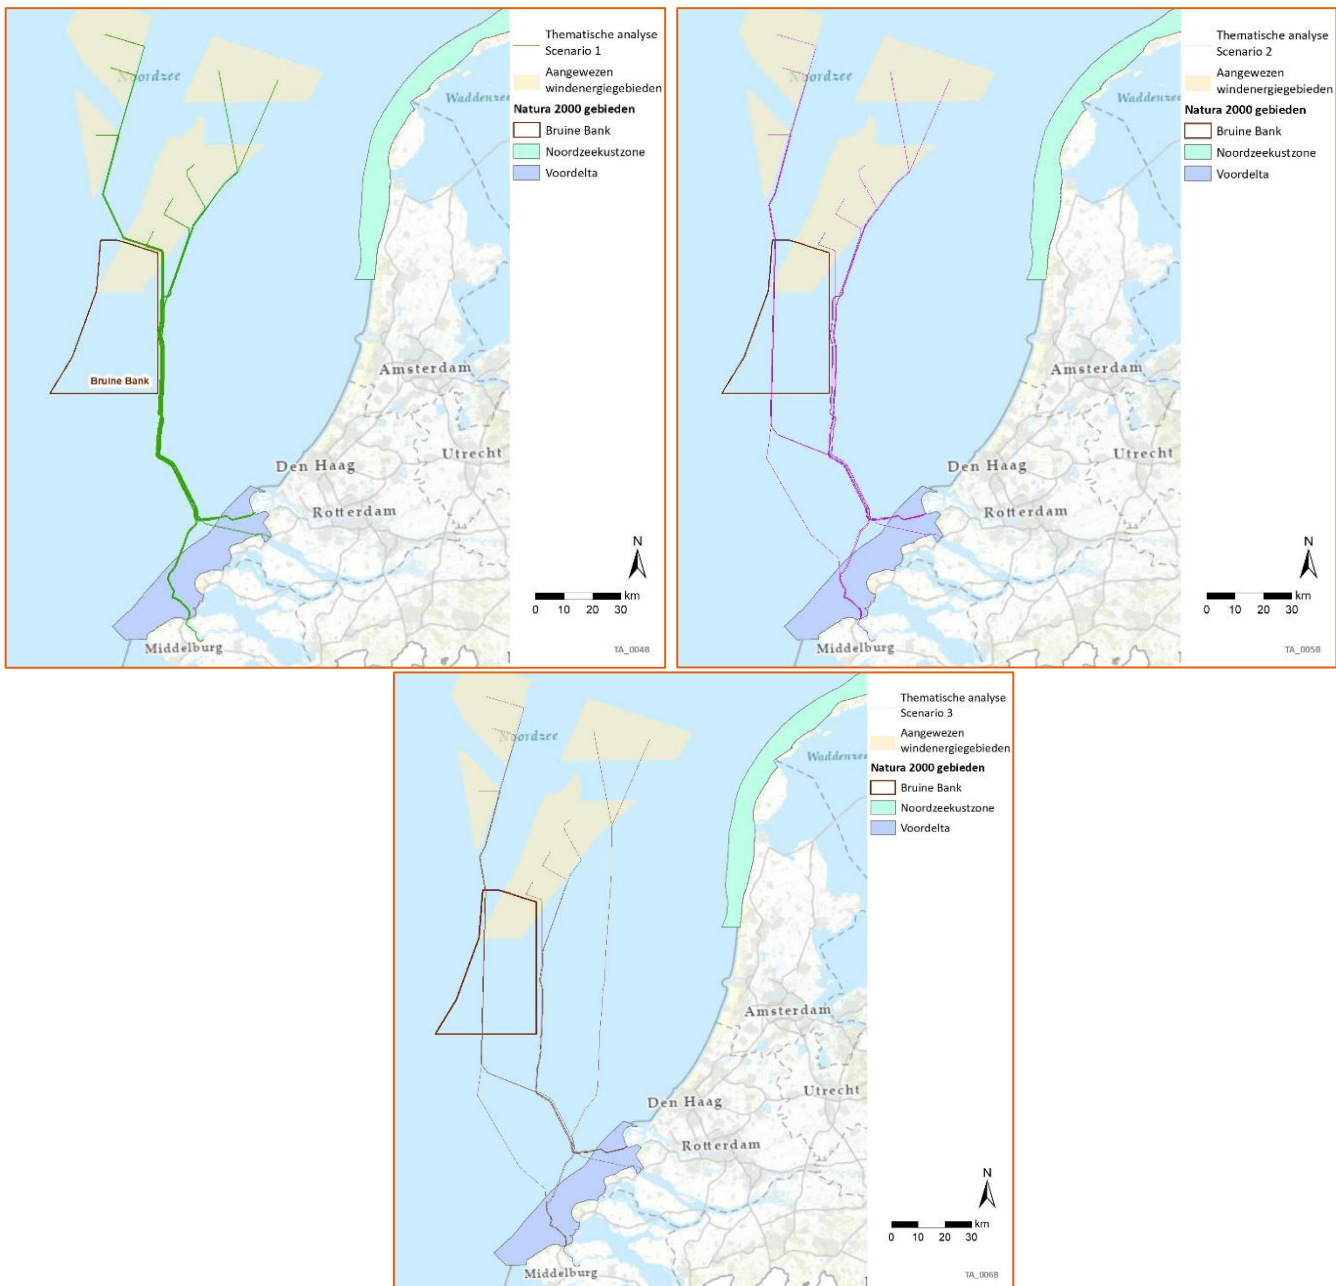 Thematische analyse
Scenario 1
Aangewezen
windenergiegebieden
Natura 2000 gebieden
Bruine Bank
Noordzeekustzone
Voordelta
Noordzee
Waddenzee
Bruine Bank
Amsterdam
Den Haag
Utrecht
Rotterdam
Middelburg
N
km
0 10 20 30
TA_004B
Thematische analyse
Scenario 2
Aangewezen
windenergiegebieden
Natura 2000 gebieden
Bruine Bank
Noordzeekustzone
Voordelta
Noordzee
Waddenzee
Amsterdam
Den Haag
Utrecht
Rotterdam
Middelburg
N
km
0 10 20 30
TA_005B
Thematische analyse
Scenario 3
Aangewezen
windenergiegebieden
Natura 2000 gebieden
Bruine Bank
Noordzeekustzone
Voordelta
Noordzee
Waddenzee
Amsterdam
Utrecht
Den Haag
Rotterdam
Middelburg
N
km
0 10 20 30
TA_006B